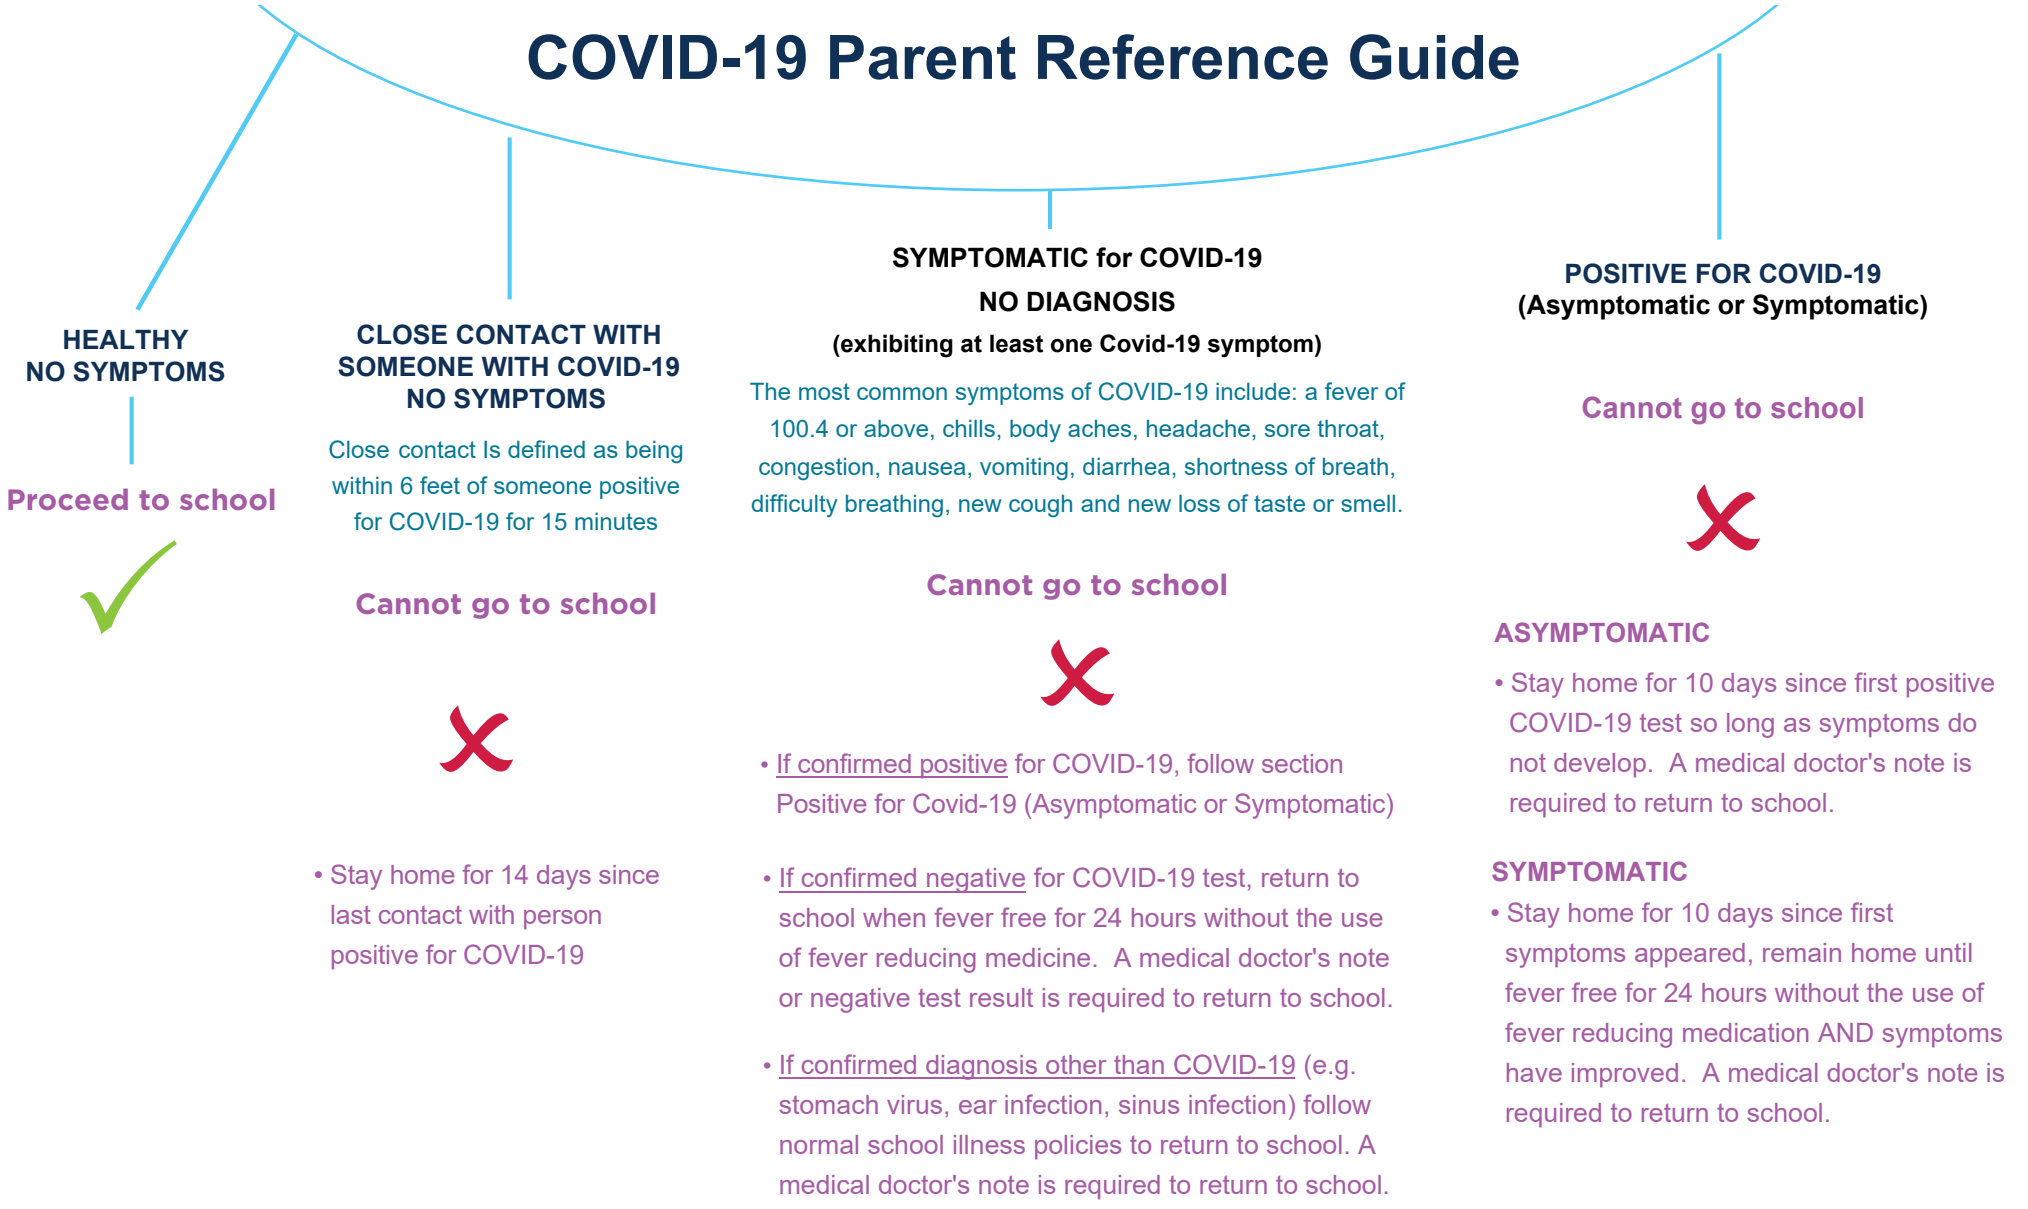 COVID-19 Parent Reference Guide
HEALTHY
NO SYMPTOMS
Proceed to school
CLOSE CONTACT WITH
SOMEONE WITH COVID-19
NO SYMPTOMS
Close contact Is defined as being
within 6 feet of someone positive
for COVID-19 for 15 minutes
Cannot go to school
• Stay home for 14 days since
last contact with person
positive for COVID-19
SYMPTOMATIC for COVID-19
NO DIAGNOSIS
(exhibiting at least one Covid-19 symptom)
The most common symptoms of COVID-19 include: a fever of
100.4 or above, chills, body aches, headache, sore throat,
congestion, nausea, vomiting, diarrhea, shortness of breath,
difficulty breathing, new cough and new loss of taste or smell.
Cannot go to school
• If confirmed positive for COVID-19, follow section
Positive for Covid-19 (Asymptomatic or Symptomatic)
• If confirmed negative for COVID-19 test, return to
school when fever free for 24 hours without the use
of fever reducing medicine. A medical doctor's note
or negative test result is required to return to school.
• If confirmed diagnosis other than COVID-19 (e.g.
stomach virus, ear infection, sinus infection) follow
normal school illness policies to return to school. A
medical doctor's note is required to return to school.
POSITIVE FOR COVID-19
(Asymptomatic or Symptomatic)
Cannot go to school
ASYMPTOMATIC
• Stay home for 10 days since first positive
COVID-19 test so long as symptoms do
not develop. A medical doctor's note is
required to return to school.
SYMPTOMATIC
• Stay home for 10 days since first
symptoms appeared, remain home until
fever free for 24 hours without the use of
fever reducing medication AND symptoms
have improved. A medical doctor's note is
required to return to school.